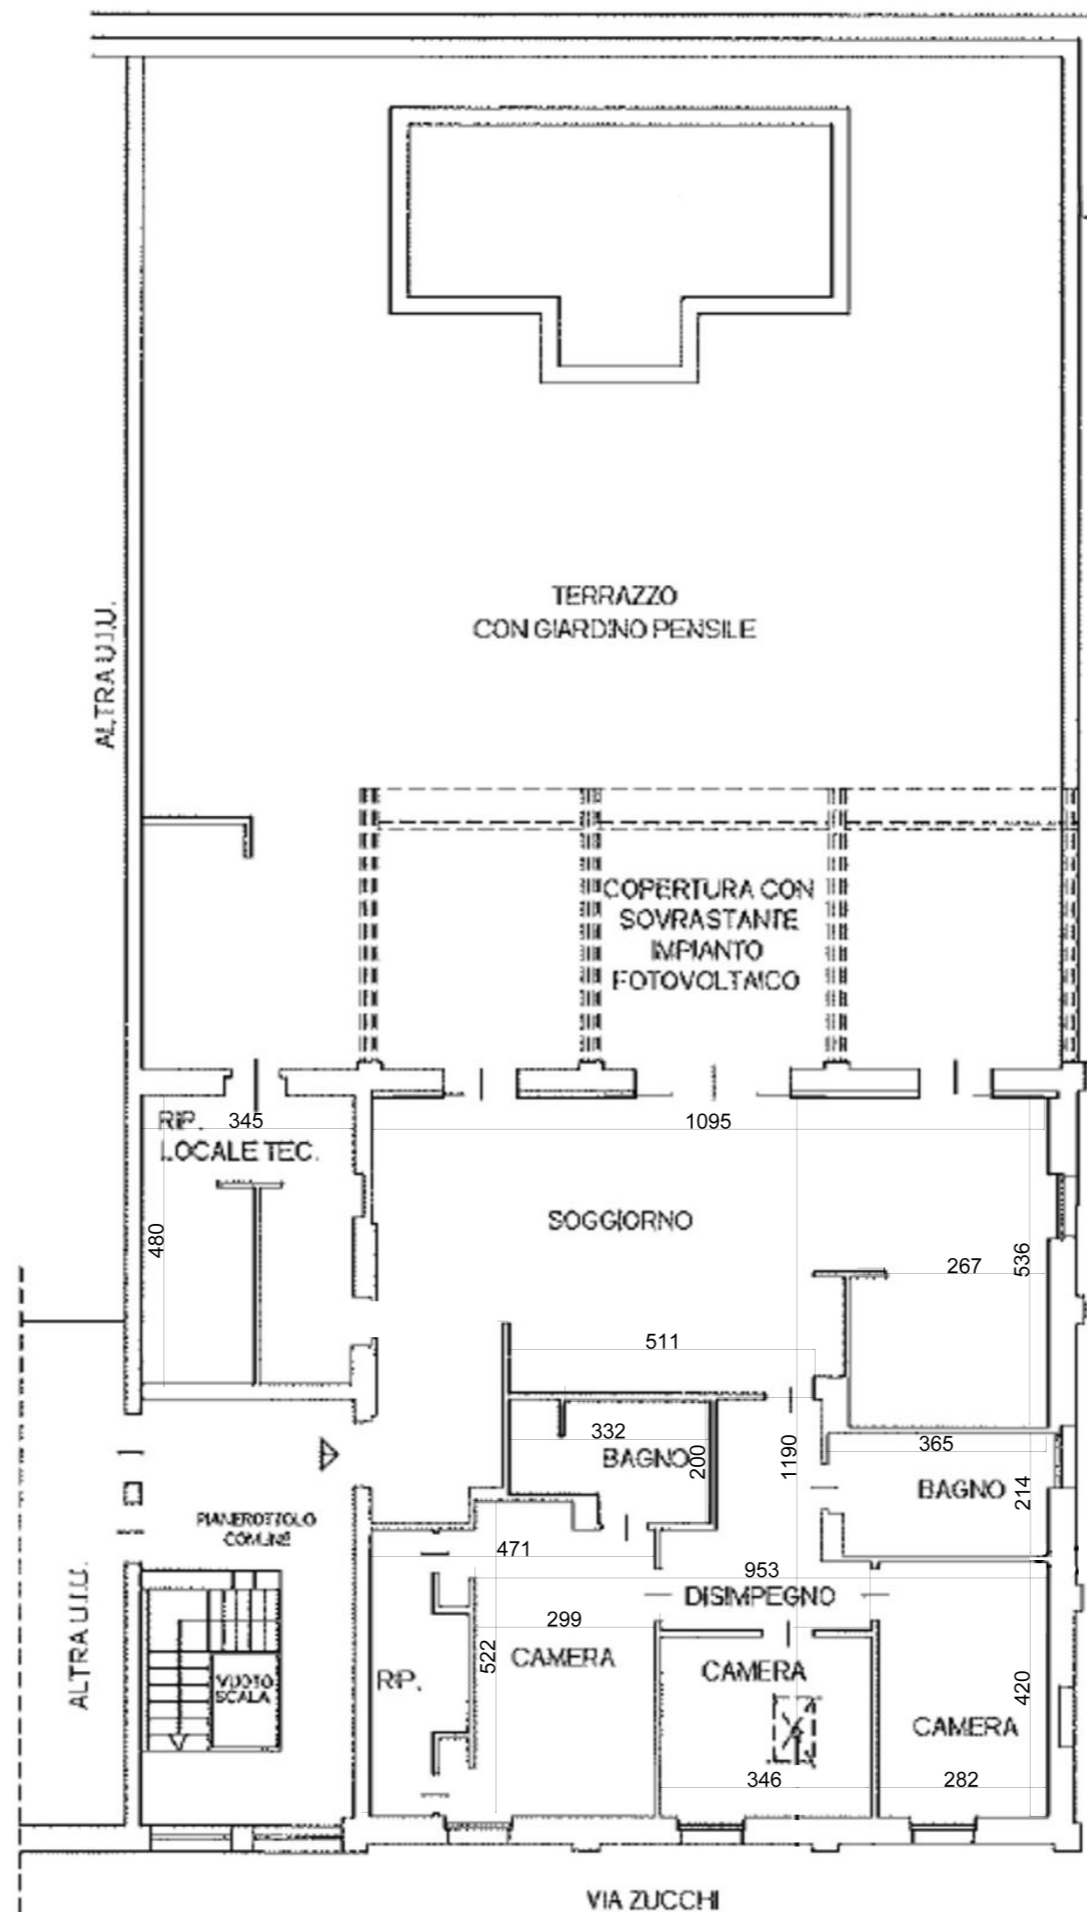 TERRAZZO
CON GIARDINO PENSILE
ALTRA U.I.U.
COPERTURA CON
SOVRASTANTE
IMPIANTO
FOTOVOLTAICO
RIP.
345
LOCALE TEC.
1095
480
SOGGIORNO
536
267
511
332
BAGNO
200
1190
365
BAGNO
214
PIANEROTTOLO
COMUNE
471
953
DISIMPEGNO
299
CAMERA
522
CAMERA
RIP.
ALTRA U.I.U.
VUOTO
SCALA
420
CAMERA
346
282
VIA ZUCCHI